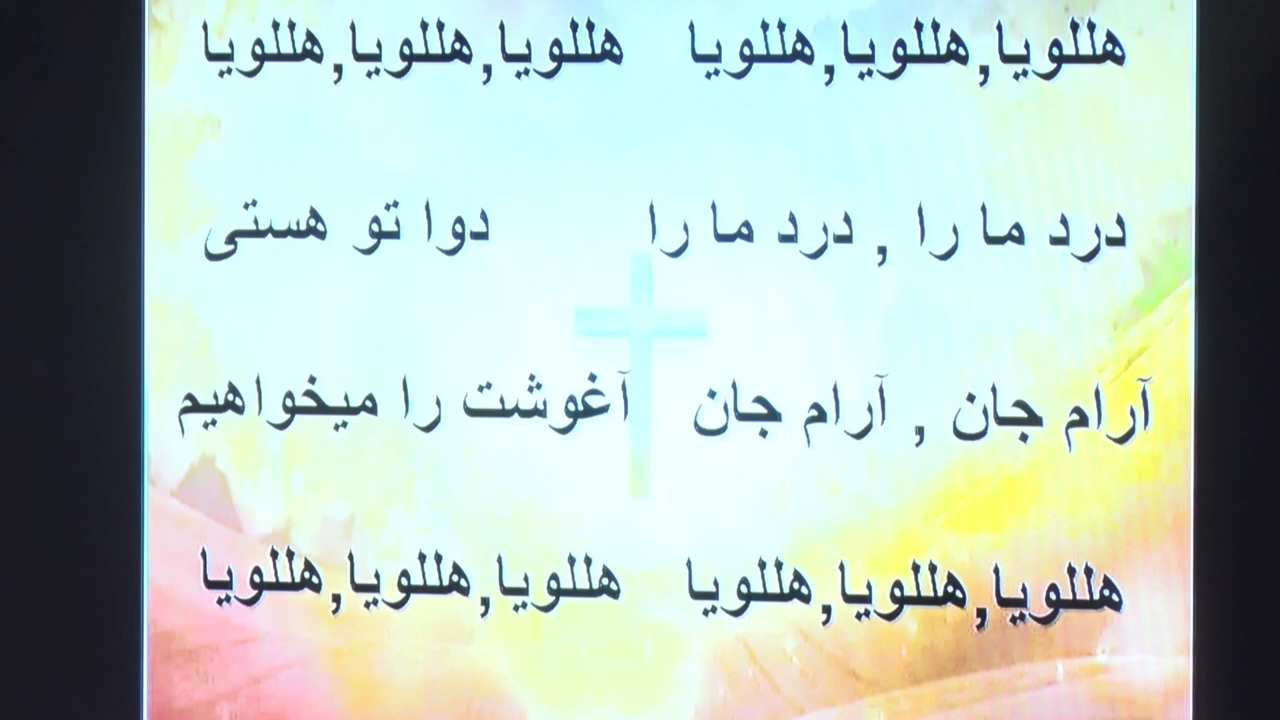 هللویا,هللویا,هللویا هللویا,هللویا,هللویا
درد ما را , درد ما را دوا تو هستی
آرام جان , آرام جان آغوشت را میخواهیم
هللویا,هللویا,هللویا هللویا,هللویا,هللویا